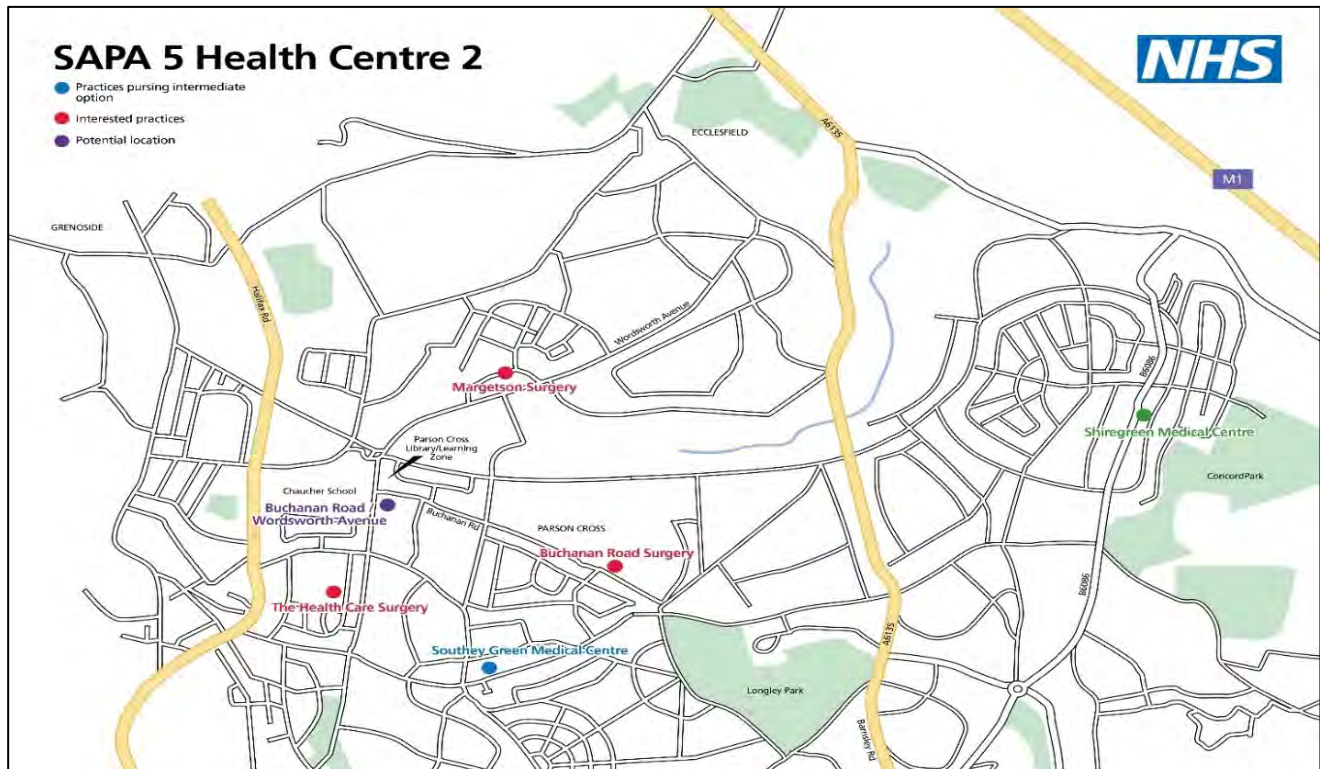 SAPA 5 Health Centre 2
Practices pursing intermediate
option
Interested practices
Potential location
NHS
ECCLESFIELD
A6135
M1
GRENOSIDE
Halifax Rd
Wordsworth Avenue
B6086
Margetson Surgery
Shiregreen Medical Centre
Parson Cross
Library/Learning
Zone
ConcordPark
Chaucher School
Buchanan Road
Wordsworth Avenue
Buchanan Rd
PARSON CROSS
Buchanan Road Surgery
B6086
The Health Care Surgery
A6135
Southey Green Medical Centre
Longley Park
Barnsley Rd